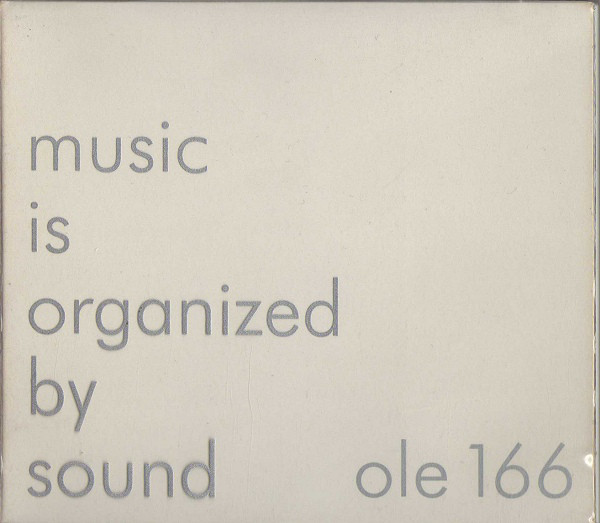 music
is
organized
by
sound
ole 166